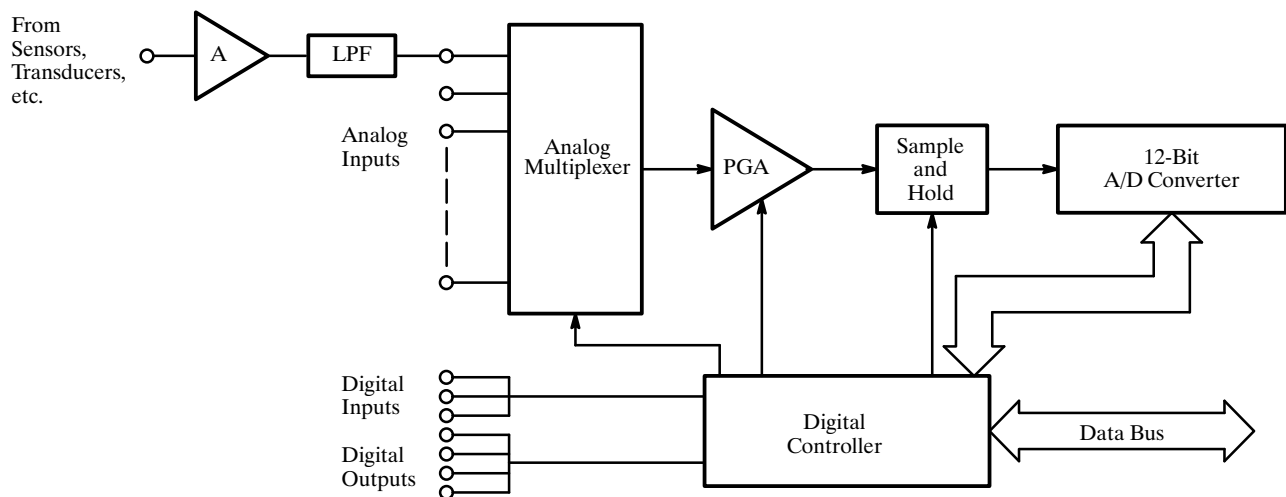 From
Sensors,
Transducers,
etc.
A
LPF
Analog
Inputs
Analog
Multiplexer
PGA
Sample
and
Hold
12-Bit
A/D Converter
Digital
Inputs
Digital
Outputs
Digital
Controller
Data Bus